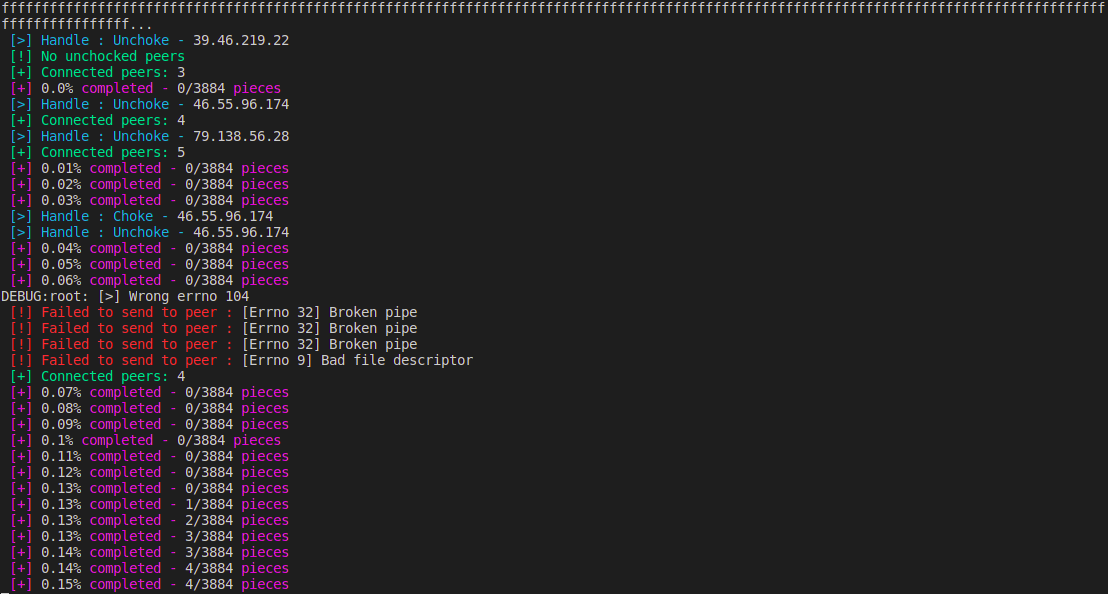 ffffffffffffffffffffffffffffffffffffffffffffffffffffffffffffffffffffffffffffffffffffffffffffffffffffffffffffffffffffffffffffffffffffffffff
ffffffffffffffff...
[>] Handle : Unchoke - 39.46.219.22
[!] No unchocked peers
[+] Connected peers: 3
[+] 0.0% completed - 0/3884 pieces
[>] Handle : Unchoke - 46.55.96.174
[+] Connected peers: 4
[>] Handle : Unchoke - 79.138.56.28
[+] Connected peers: 5
[+] 0.01% completed - 0/3884 pieces
[+] 0.02% completed - 0/3884 pieces
[+] 0.03% completed - 0/3884 pieces
[>] Handle : Choke - 46.55.96.174
[>] Handle : Unchoke - 46.55.96.174
[+] 0.04% completed - 0/3884 pieces
[+] 0.05% completed - 0/3884 pieces
[+] 0.06% completed - 0/3884 pieces
DEBUG:root: [>] Wrong errno 104
[!] Failed to send to peer : [Errno 32] Broken pipe
[!] Failed to send to peer : [Errno 32] Broken pipe
[!] Failed to send to peer : [Errno 32] Broken pipe
[!] Failed to send to peer : [Errno 9] Bad file descriptor
[+] Connected peers: 4
[+] 0.07% completed - 0/3884 pieces
[+] 0.08% completed - 0/3884 pieces
[+] 0.09% completed - 0/3884 pieces
[+] 0.1% completed - 0/3884 pieces
[+] 0.11% completed - 0/3884 pieces
[+] 0.12% completed - 0/3884 pieces
[+] 0.13% completed - 0/3884 pieces
[+] 0.13% completed - 1/3884 pieces
[+] 0.13% completed - 2/3884 pieces
[+] 0.13% completed - 3/3884 pieces
[+] 0.14% completed - 3/3884 pieces
[+] 0.14% completed - 4/3884 pieces
[+] 0.15% completed - 4/3884 pieces